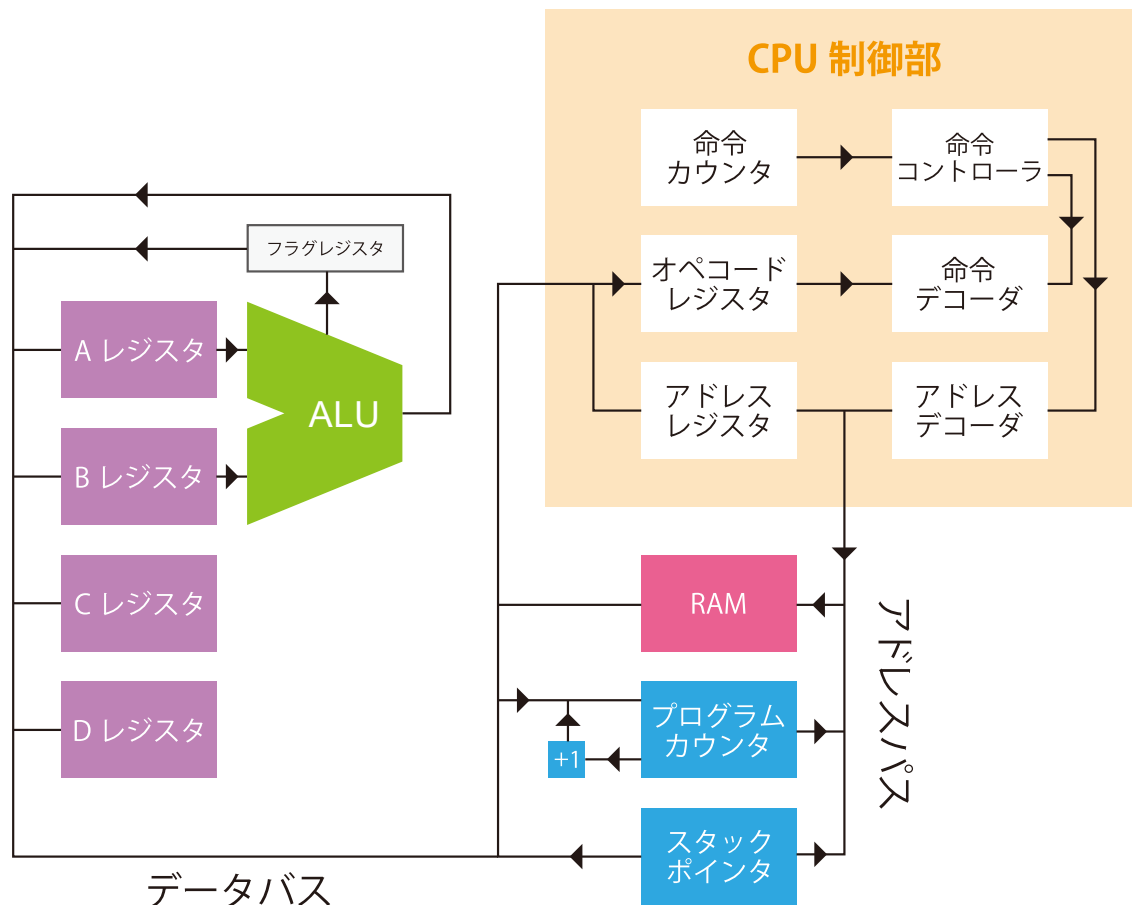 CPU 制御部
命令
カウンタ
命令
コントローラ
フラグレジスタ
オペコード
レジスタ
命令
デコーダ
A レジスタ
ALU
アドレス
レジスタ
アドレス
デコーダ
B レジスタ
C レジスタ
RAM
アドレスパス
D レジスタ
プログラム
カウンタ
+1
スタック
ポインタ
データバス